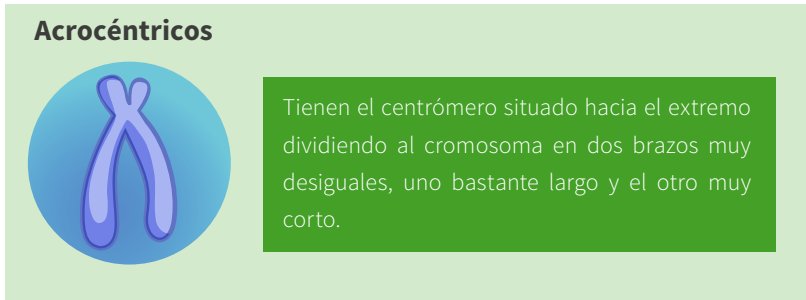 Acrocéntricos
Tienen el centrómero situado hacia el extremo
dividiendo al cromosoma en dos brazos muy
desiguales, uno bastante largo y el otro muy
corto.